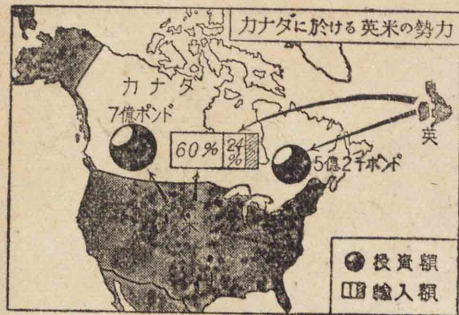 カナダに於ける英米の勢力
カナダ
7億ポンド
60%
24%
5億2千ポンド
英
米
投資額
輸入額